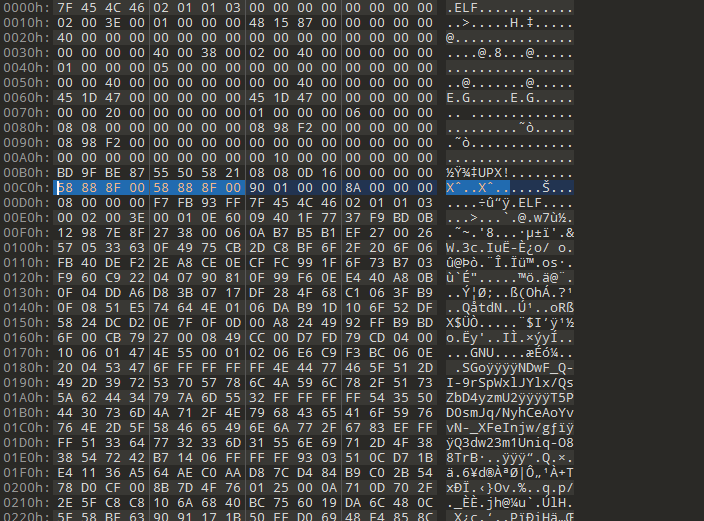 0000h: 7F 45 4C 46 02 01 01 03 00 00 00 00 00 00 00 00 .ELF............
0010h: 02 00 3E 00 01 00 00 00 48 15 87 00 00 00 00 00 ..>.....H.‡.....
0020h: 40 00 00 00 00 00 00 00 00 00 00 00 00 00 00 00 @...............
0030h: 00 00 00 00 40 00 38 00 02 00 40 00 00 00 00 00 ....@.8...@.....
0040h: 01 00 00 00 05 00 00 00 00 00 00 00 00 00 00 00 ................
0050h: 00 00 40 00 00 00 00 00 00 00 40 00 00 00 00 00 ..@.......@.....
0060h: 45 1D 47 00 00 00 00 00 45 1D 47 00 00 00 00 00 E.G.....E.G.....
0070h: 00 00 20 00 00 00 00 00 01 00 00 00 06 00 00 00 .. .............
0080h: 08 08 00 00 00 00 00 00 08 98 F2 00 00 00 00 00 .........˜ò.....
0090h: 08 98 F2 00 00 00 00 00 00 00 00 00 00 00 00 00 .˜ò.............
00A0h: 00 00 00 00 00 00 00 00 00 10 00 00 00 00 00 00 ................
00B0h: BD 9F BE 87 55 50 58 21 08 08 0D 16 00 00 00 00 ½Ÿ¾‡UPX!........
00C0h: 58 88 8F 00 58 88 8F 00 90 01 00 00 8A 00 00 00 Xˆ..Xˆ......Š...
00D0h: 08 00 00 00 F7 FB 93 FF 7F 45 4C 46 02 01 01 03 ....÷û“ÿ.ELF....
00E0h: 00 02 00 3E 00 01 0E 60 09 40 1F 77 37 F9 BD 0B ...>...`.@.w7ù½.
00F0h: 12 98 7E 8F 27 38 00 06 0A B7 B5 B1 EF 27 00 26 .˜~.'8...·µ±ï'.&
0100h: 57 05 33 63 0F 49 75 CB 2D C8 BF 6F 2F 20 6F 06 W.3c.IuË-È¿o/ o.
0110h: FB 40 DE F2 2E A8 CE 0E CF FC 99 1F 6F 73 B7 03 û@Þò.¨Î.Ïü™.os·.
0120h: F9 60 C9 22 04 07 90 81 0F 99 F6 0E E4 40 A8 0B ù`É".....™ö.ä@¨.
0130h: 0F 04 DD A6 D8 3B 07 17 DF 28 4F 68 C1 06 3F B9 ..Ý¦Ø;..ß(OhÁ.?¹
0140h: 0F 08 51 E5 74 64 4E 01 06 DA B9 1D 10 6F 52 DF ..QåtdN..Ú¹..oRß
0150h: 58 24 DC D2 0E 7F 0F 0D 00 A8 24 49 92 FF B9 BD X$ÜÒ.....¨$I’ÿ¹½
0160h: 6F 00 CB 79 27 00 08 49 CC 00 D7 FD 79 CD 04 00 o.Ëy'..IÌ.×ýyÍ..
0170h: 10 06 01 47 4E 55 00 01 02 06 E6 C9 F3 BC 06 0E ...GNU....æÉó¼..
0180h: 20 04 53 47 6F FF FF FF FF 4E 44 77 46 5F 51 2D  .SGoÿÿÿÿNDwF_Q-
0190h: 49 2D 39 72 53 70 57 78 6C 4A 59 6C 78 2F 51 73 I-9rSpWxlJYlx/Qs
01A0h: 5A 62 44 34 79 7A 6D 55 32 FF FF FF FF 54 35 50 ZbD4yzmU2ÿÿÿÿT5P
01B0h: 44 30 73 6D 4A 71 2F 4E 79 68 43 65 41 6F 59 76 D0smJq/NyhCeAoYv
01C0h: 76 4E 2D 5F 58 46 65 49 6E 6A 77 2F 67 83 EF FF vN-_XFeInjw/gƒïÿ
01D0h: FF 51 33 64 77 32 33 6D 31 55 6E 69 71 2D 4F 38 ÿQ3dw23m1Uniq-O8
01E0h: 38 54 72 42 B7 14 06 FF FF FF FF 93 03 51 0C D7 1B 8TrB·..ÿÿÿ“.Q.×.
01F0h: E4 11 36 A5 64 AE C0 AA D8 7C D4 84 B9 C0 2B 54 ä.6¥d®ÀªØ|Ô„¹À+T
0200h: 78 D0 CF 00 8B 7D 4F 76 01 25 00 0A 71 0D 70 2F xÐÏ.‹}Ov.%..q.p/
0210h: 2E 5F C8 C8 10 6A 68 40 BC 75 60 19 DA 6C 48 0C ._ÈÈ.jh@¼u`.ÚlH.